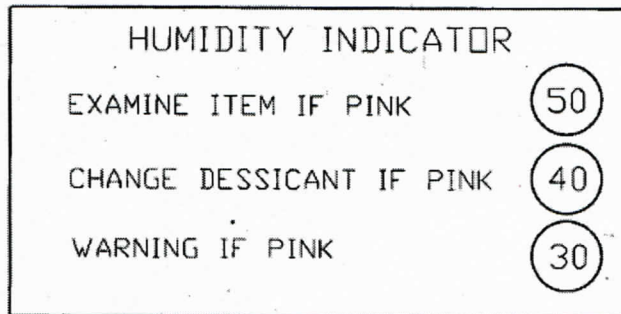 HUMIDITY INDICATOR
EXAMINE ITEM IF PINK 50
CHANGE DESSICANT IF PINK 40
WARNING IF PINK 30